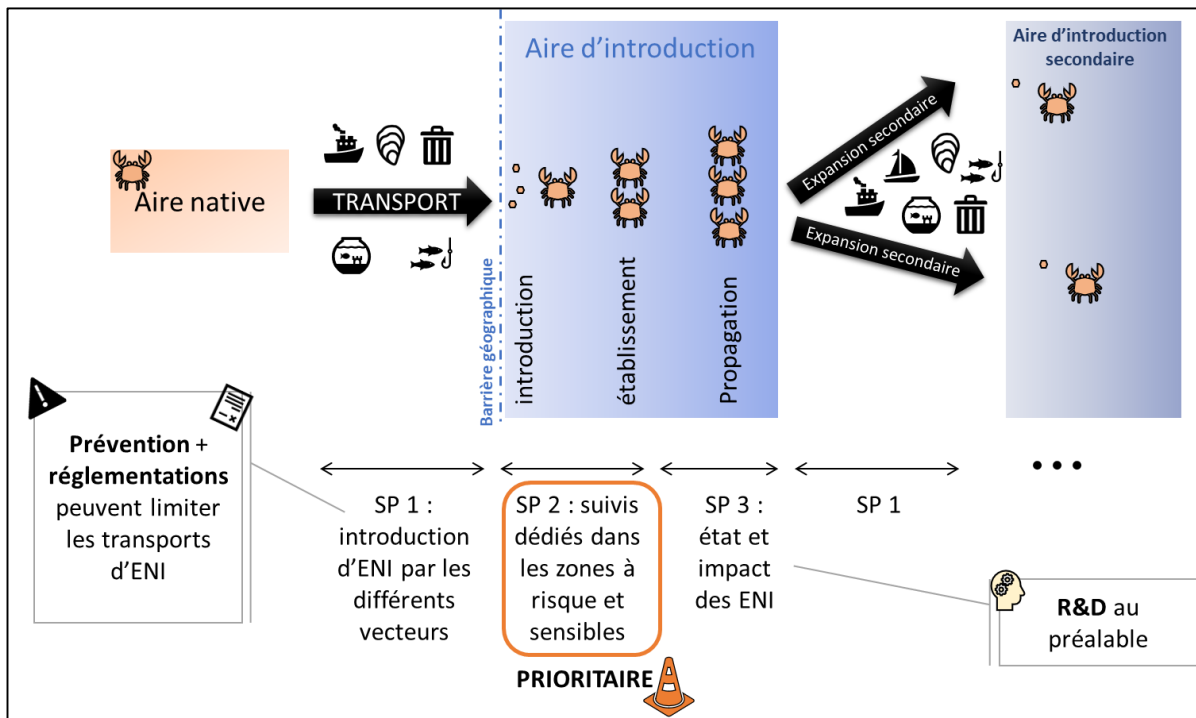 Aire native
TRANSPORT
Barrière géographique
Aire d'introduction
introduction
établissement
Propagation
Expansion secondaire
Expansion secondaire
Aire d'introduction
secondaire
Prévention +
réglementations
peuvent limiter
les transports
d'ENI
SP 1 :
introduction
d'ENI par les
différents
vecteurs
SP 2 : suivis
dédiés dans
les zones à
risque et
sensibles
PRIORITAIRE
SP 3 :
état et
impact
des ENI
SP 1
•••
R&D au
préalable